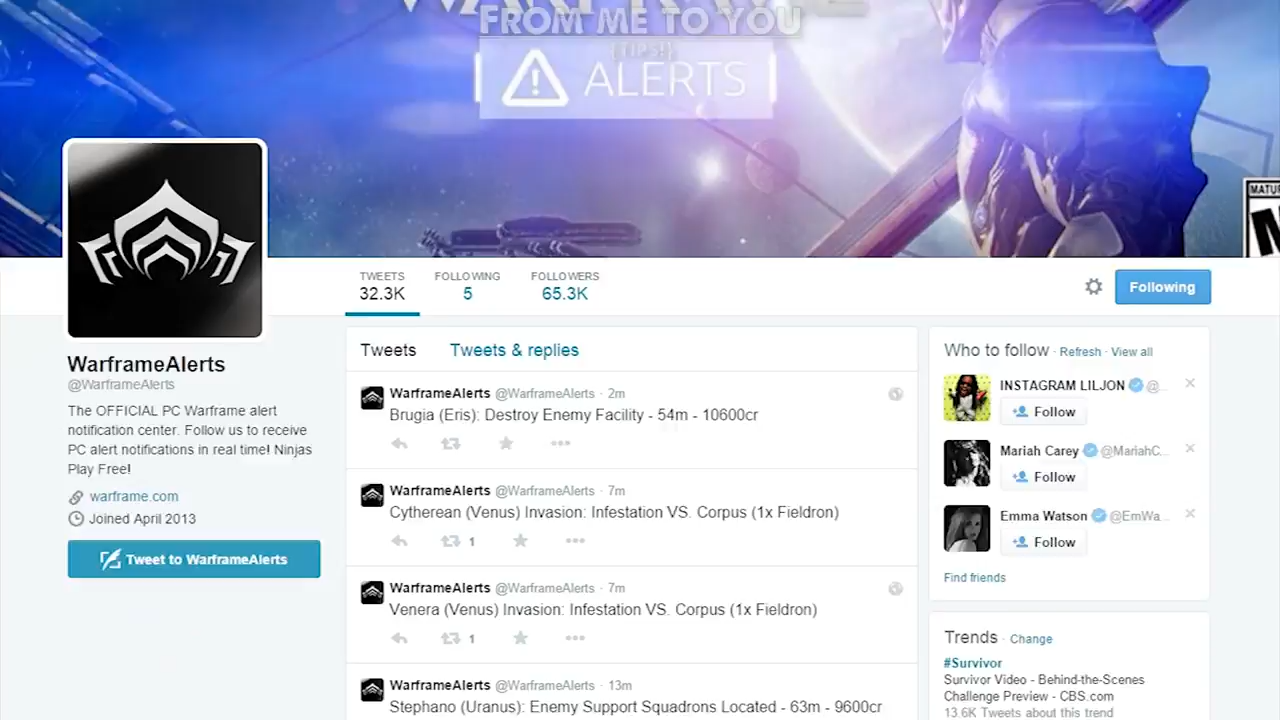 WARFRAME
FROM ME TO YOU
(TIPS!)
ALERTS
MATUR
M
TWEETS
32.3K
FOLLOWING
5
FOLLOWERS
65.3K
Following
WarframeAlerts
@WarframeAlerts
The OFFICIAL PC Warframe alert
notification center. Follow us to receive
PC alert notifications in real time! Ninjas
Play Free!
warframe.com
Joined April 2013
Tweet to WarframeAlerts
Tweets Tweets & replies
WarframeAlerts @WarframeAlerts · 2m
Brugia (Eris): Destroy Enemy Facility - 54m - 10600cr
WarframeAlerts @WarframeAlerts · 7m
Cytherean (Venus) Invasion: Infestation VS. Corpus (1x Fieldron)
1
WarframeAlerts @WarframeAlerts · 7m
Venera (Venus) Invasion: Infestation VS. Corpus (1x Fieldron)
1
WarframeAlerts @WarframeAlerts · 13m
Stephano (Uranus): Enemy Support Squadrons Located - 63m - 9600cr
Who to follow · Refresh · View all
INSTAGRAM LILJON @...
Follow
Mariah Carey @MariahC...
Follow
Emma Watson @EmWa...
Follow
Find friends
Trends · Change
#Survivor
Survivor Video - Behind-the-Scenes
Challenge Preview - CBS.com
13.6K Tweets about this trend